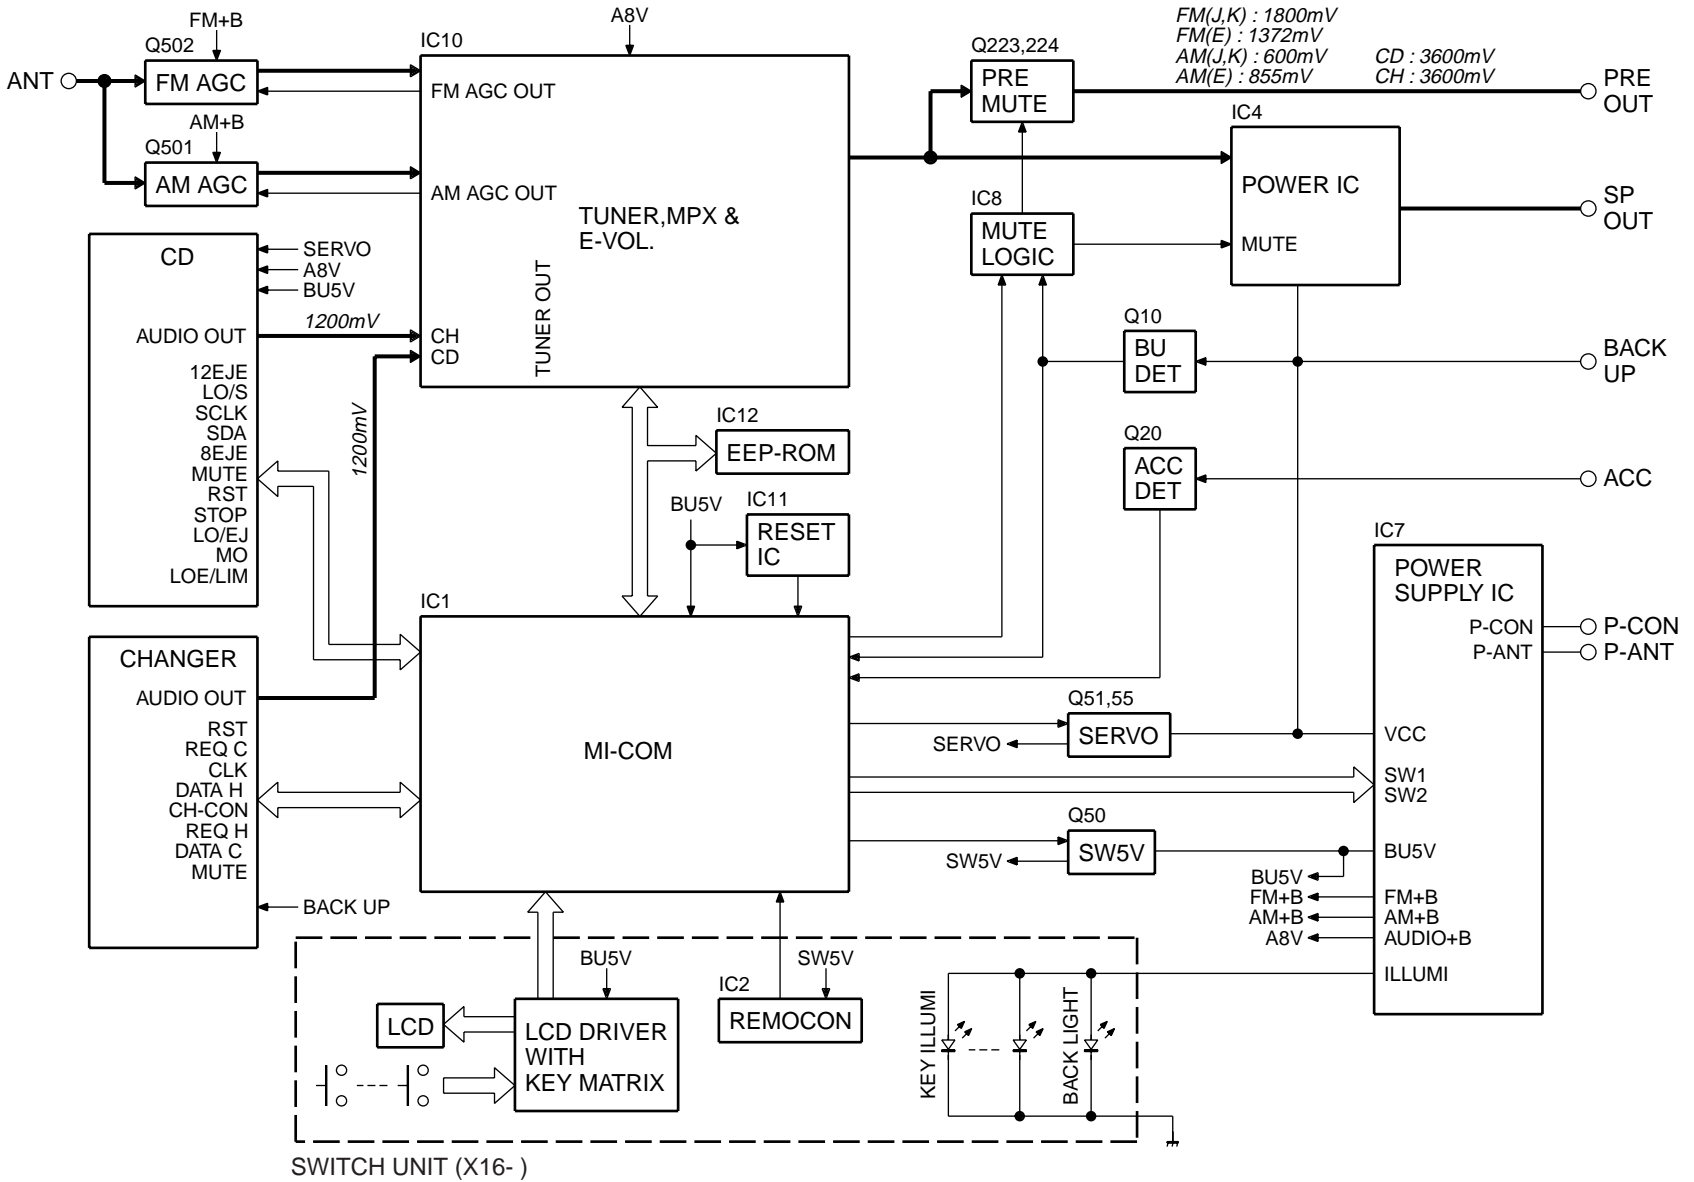 FM+B
A8V
FM(J,K) : 1800mV
FM(E) : 1372mV
AM(J,K) : 600mV
AM(E) : 855mV
CD : 3600mV
CH : 3600mV
Q502
IC10
Q223,224
ANT
FM AGC
FM AGC OUT
PRE
MUTE
PRE
OUT
AM+B
Q501
AM AGC
AM AGC OUT
TUNER,MPX &
E-VOL.
TUNER OUT
CH
CD
IC4
POWER IC
MUTE
SP
OUT
IC8
MUTE
LOGIC
CD
SERVO
A8V
BU5V
AUDIO OUT
1200mV
12EJE
LO/S
SCLK
SDA
8EJE
MUTE
RST
STOP
LO/EJ
MO
LOE/LIM
1200mV
Q10
BU
DET
BACK
UP
IC12
EEP-ROM
Q20
ACC
DET
ACC
BU5V
IC11
RESET
IC
IC7
POWER
SUPPLY IC
P-CON
P-ANT
P-CON
P-ANT
VCC
SW1
SW2
BU5V
FM+B
AM+B
AUDIO+B
ILLUMI
IC1
MI-COM
CHANGER
AUDIO OUT
RST
REQ C
CLK
DATA H
CH-CON
REQ H
DATA C
MUTE
BACK UP
Q51,55
SERVO
SERVO
Q50
SW5V
SW5V
BU5V
FM+B
AM+B
A8V
BU5V
SW5V
IC2
REMOCON
LCD
LCD DRIVER
WITH
KEY MATRIX
KEY ILLUMI
BACK LIGHT
SWITCH UNIT (X16- )